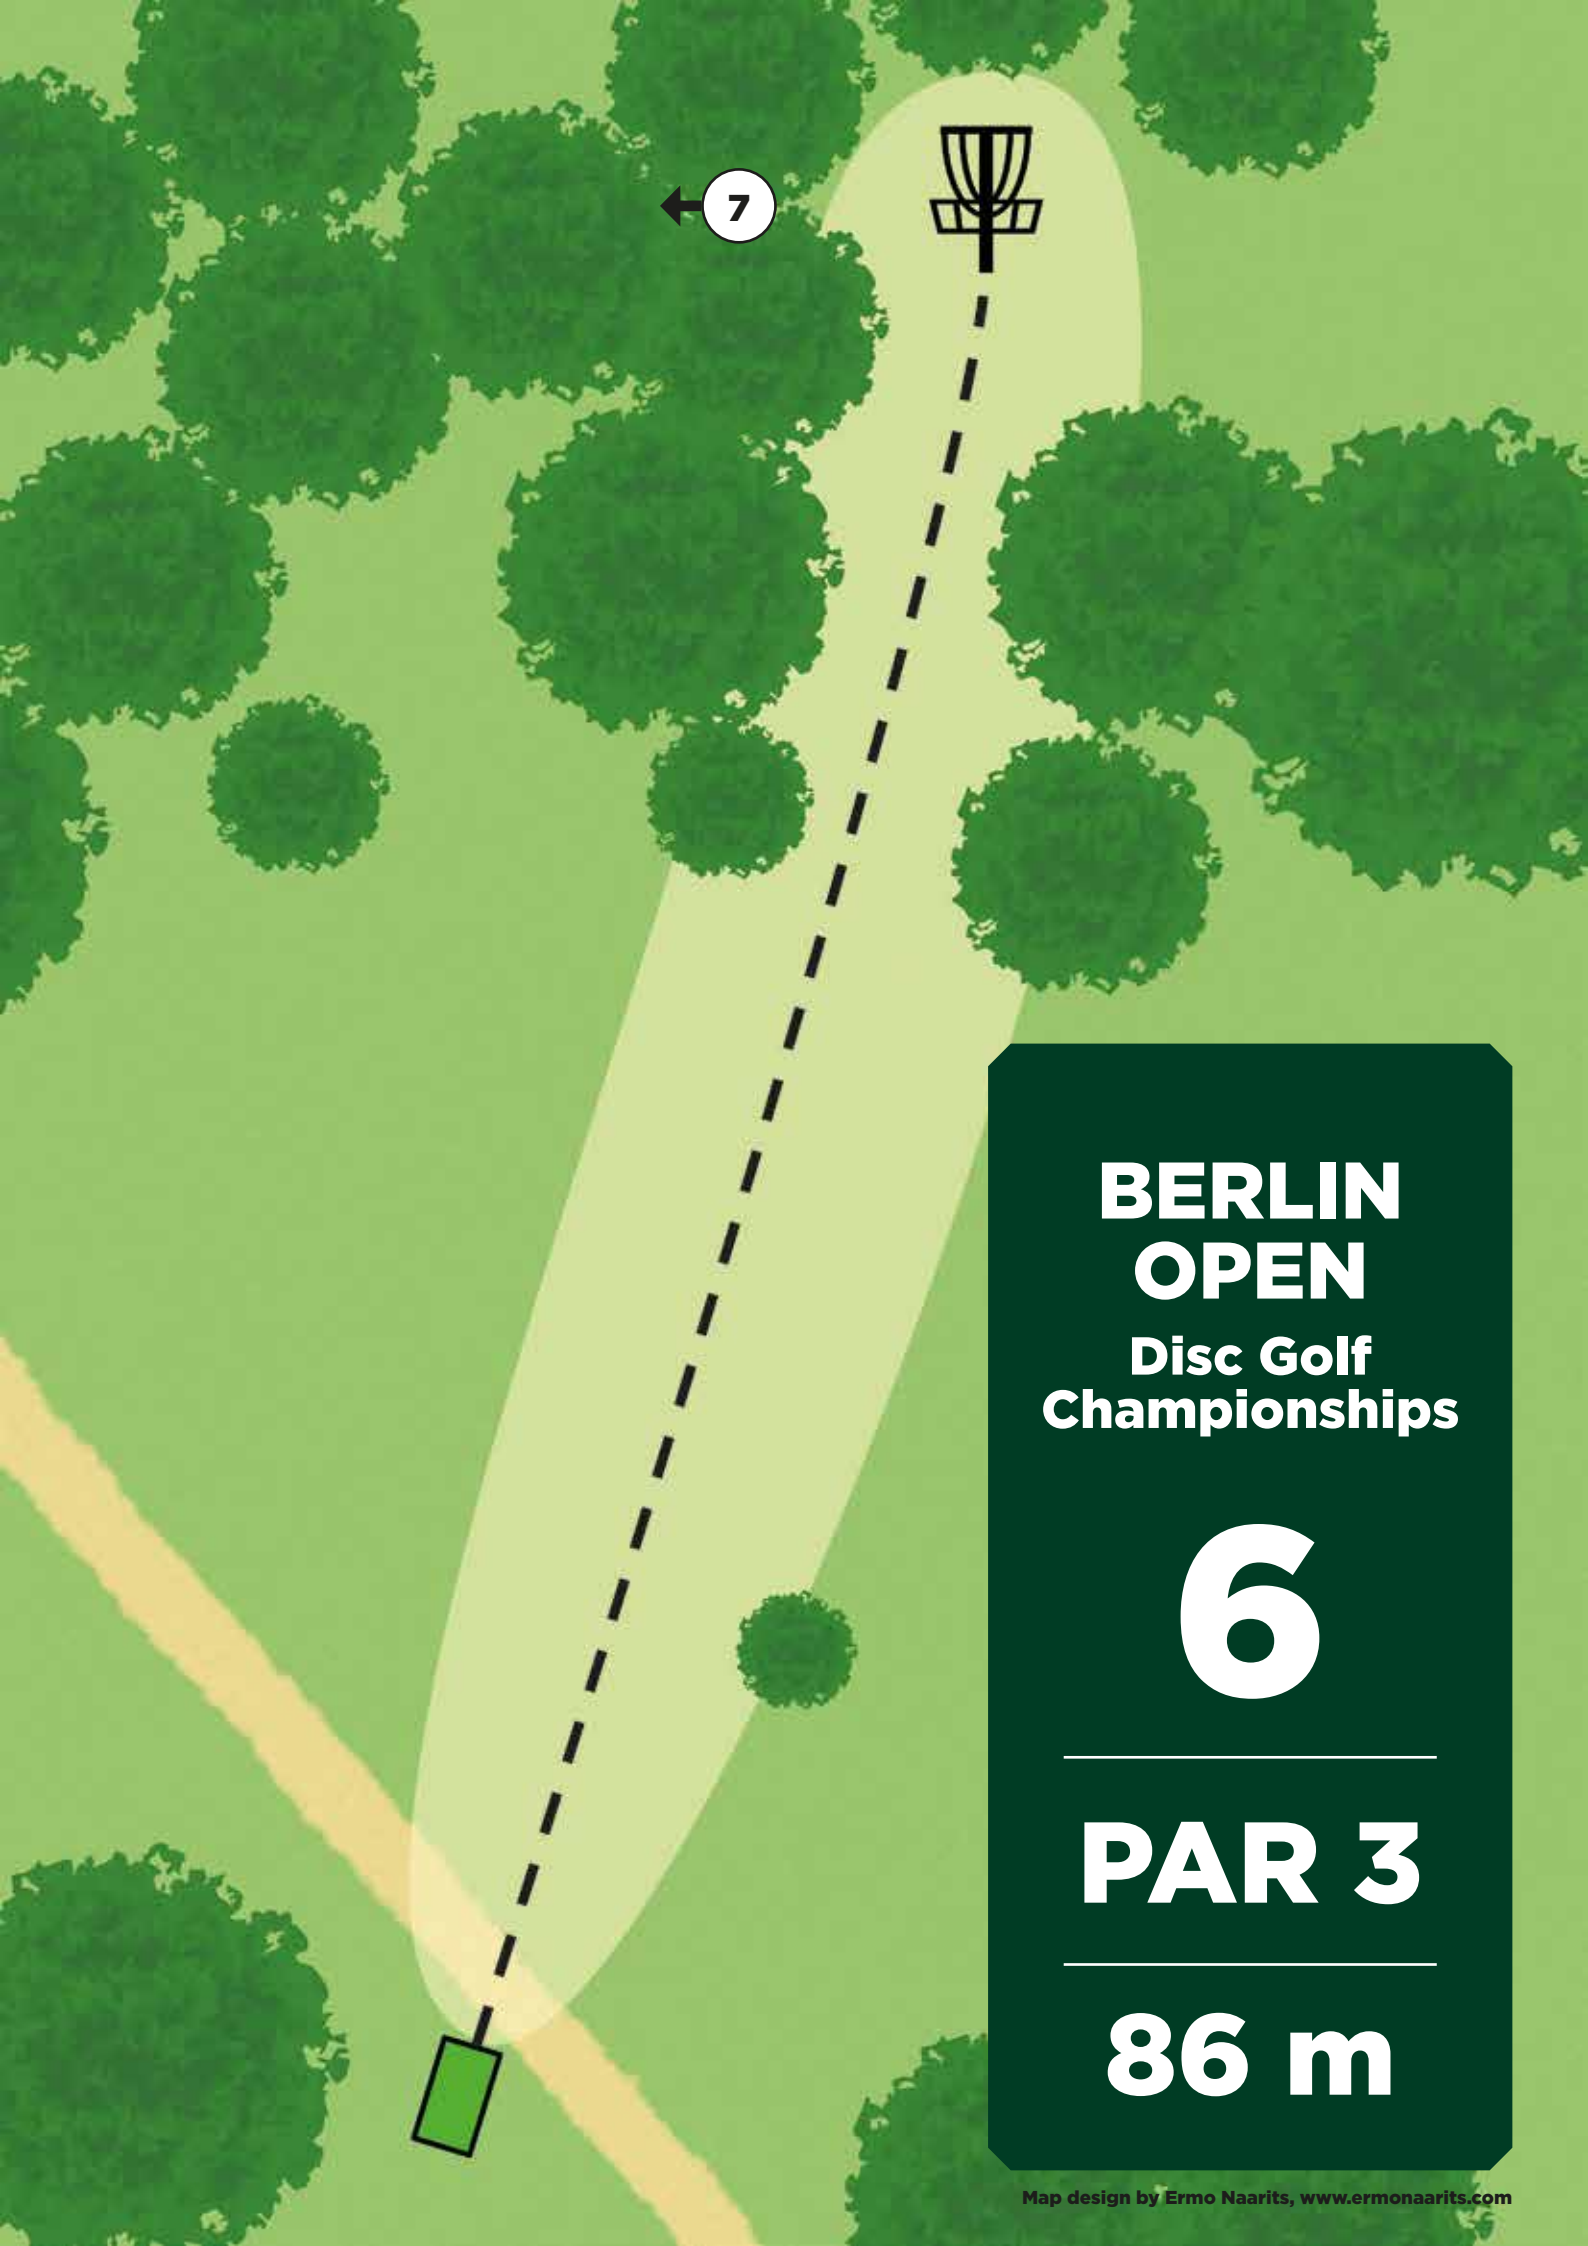 7
BERLIN
OPEN
Disc Golf
Championships
6
PAR 3
86 m
Map design by Ermo Naarits, www.ermonaarits.com